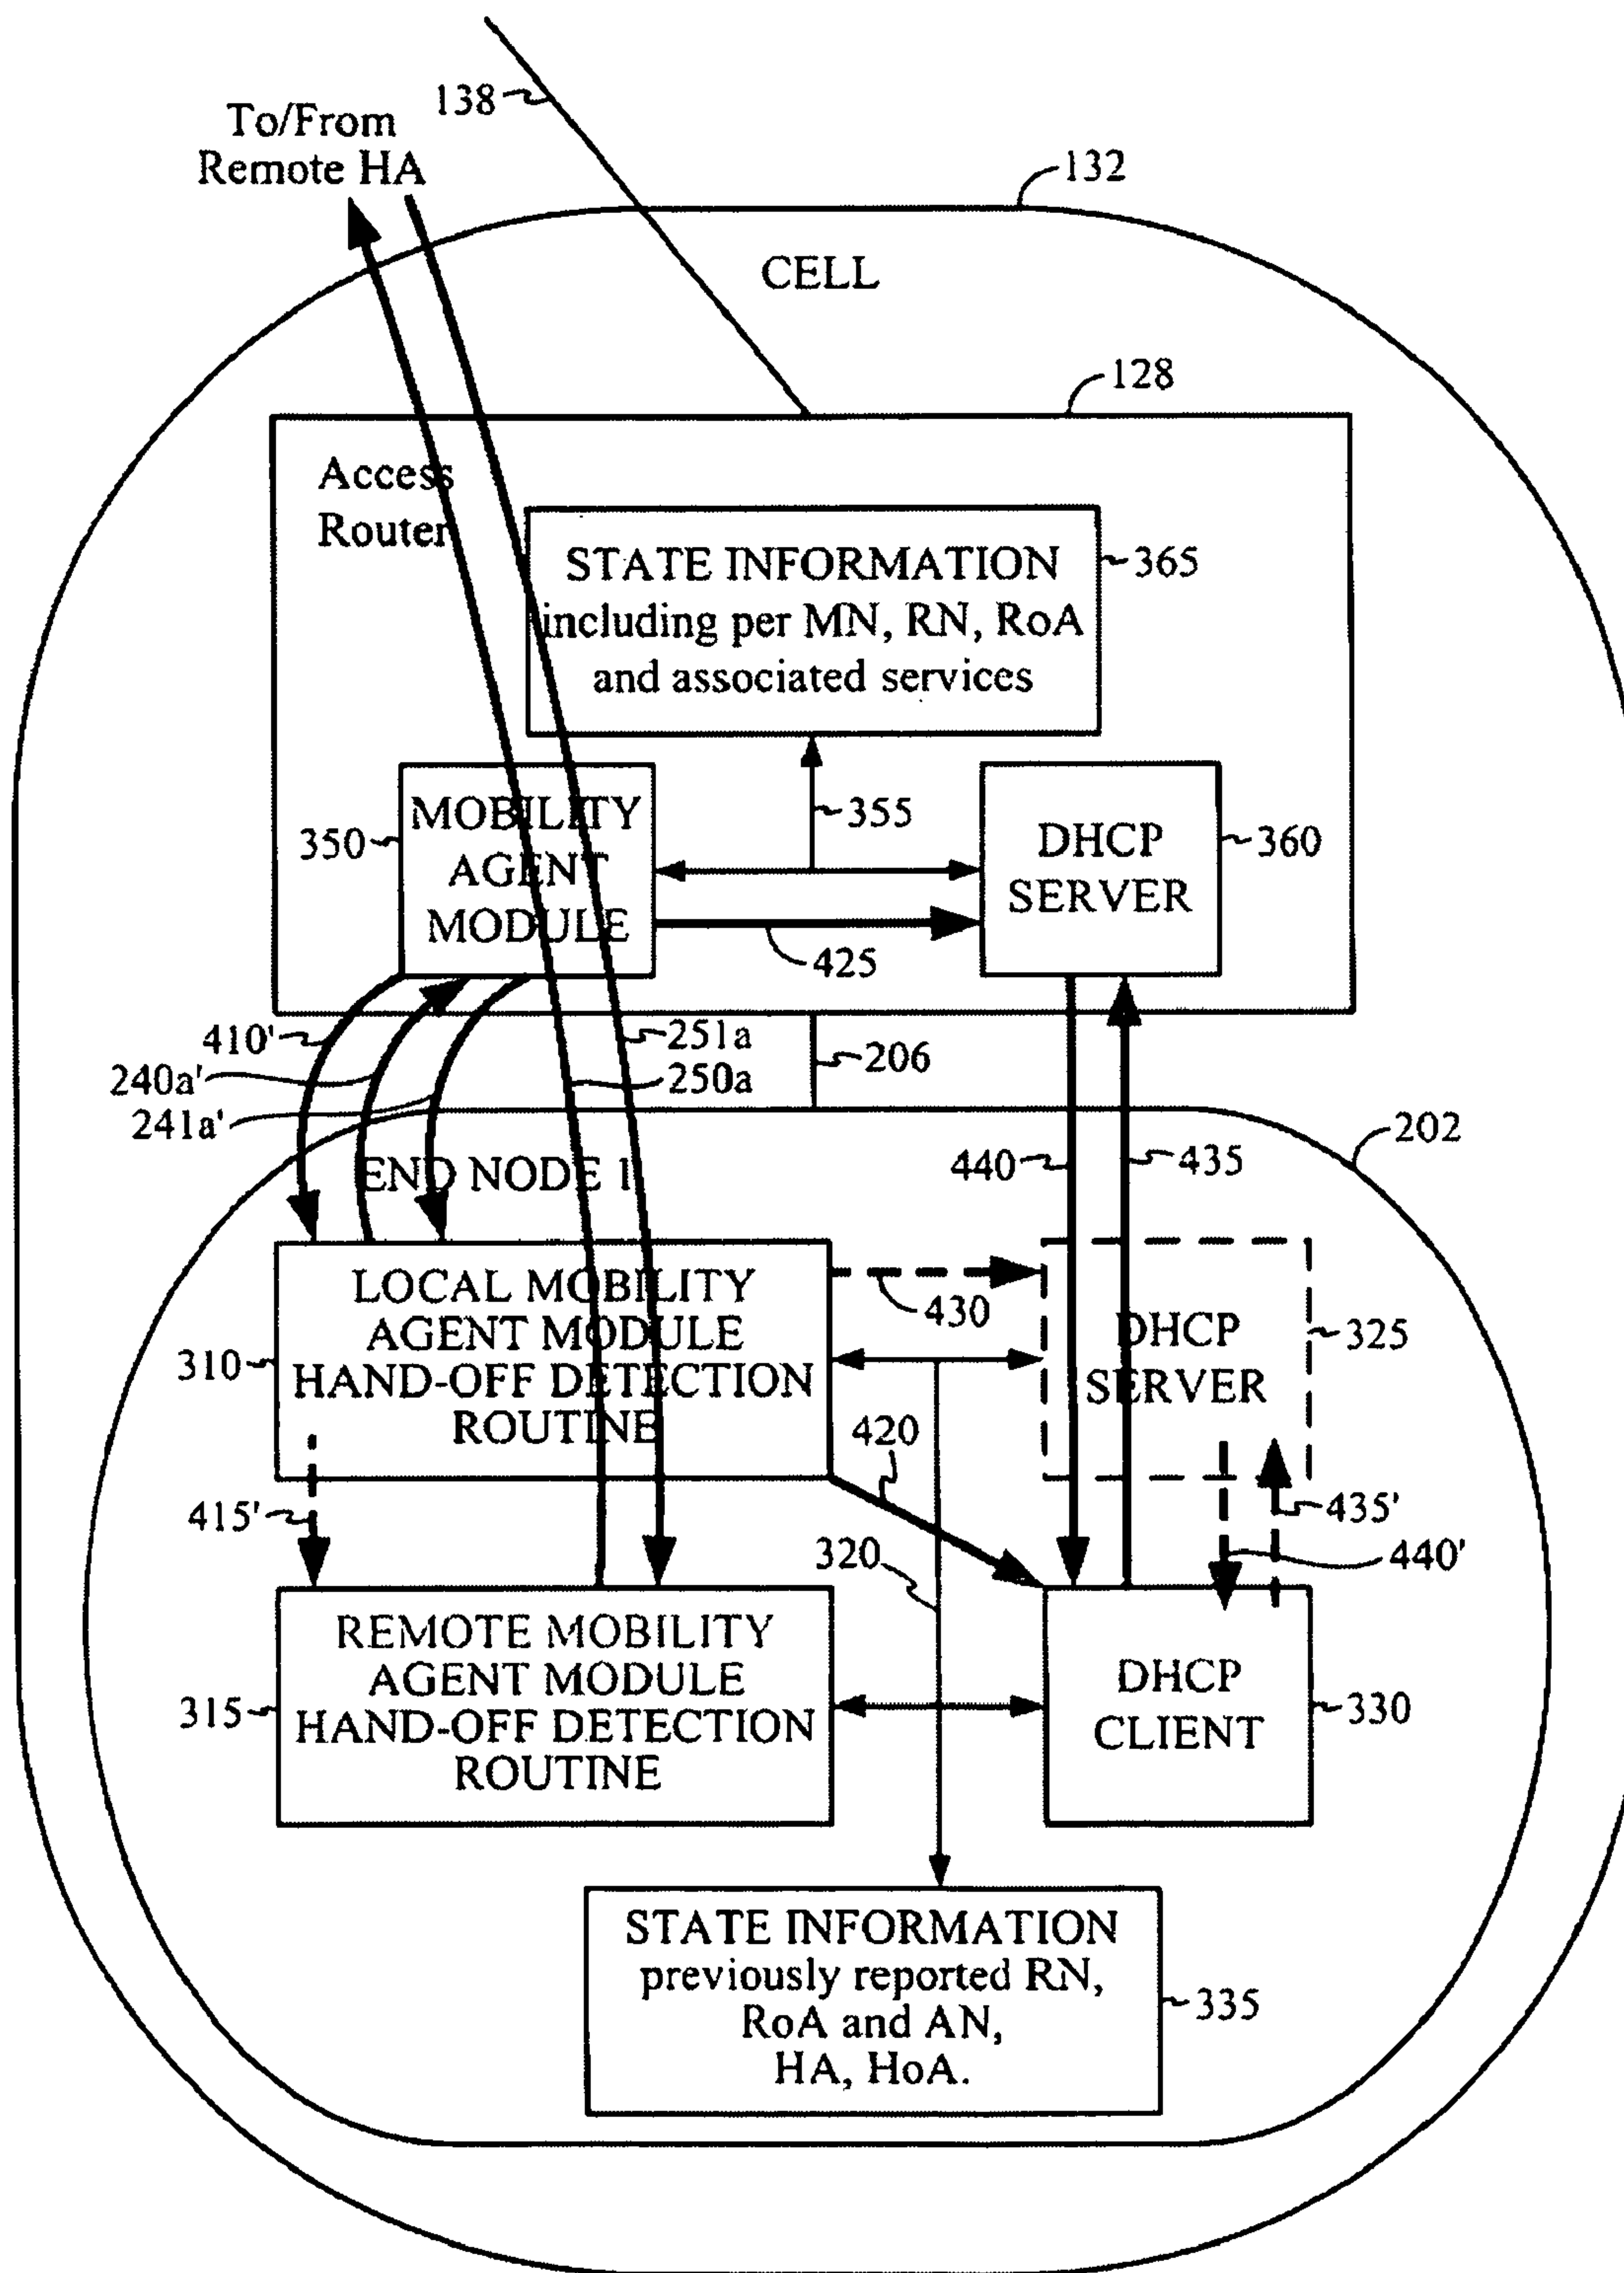 138
To/From
Remote HA
132
CELL
128
Access
Router
STATE INFORMATION
including per MN, RN, RoA
and associated services
365
MOBILITY
AGENT
MODULE
350
355
DHCP
SERVER
360
425
410'
240a'
241a'
251a
250a
206
202
END NODE 1
440
435
LOCAL MOBILITY
AGENT MODULE
HAND-OFF DETECTION
ROUTINE
310
430
DHCP
SERVER
325
420
415'
435'
440'
320
REMOTE MOBILITY
AGENT MODULE
HAND-OFF DETECTION
ROUTINE
315
DHCP
CLIENT
330
STATE INFORMATION
previously reported RN,
RoA and AN,
HA, HoA.
335